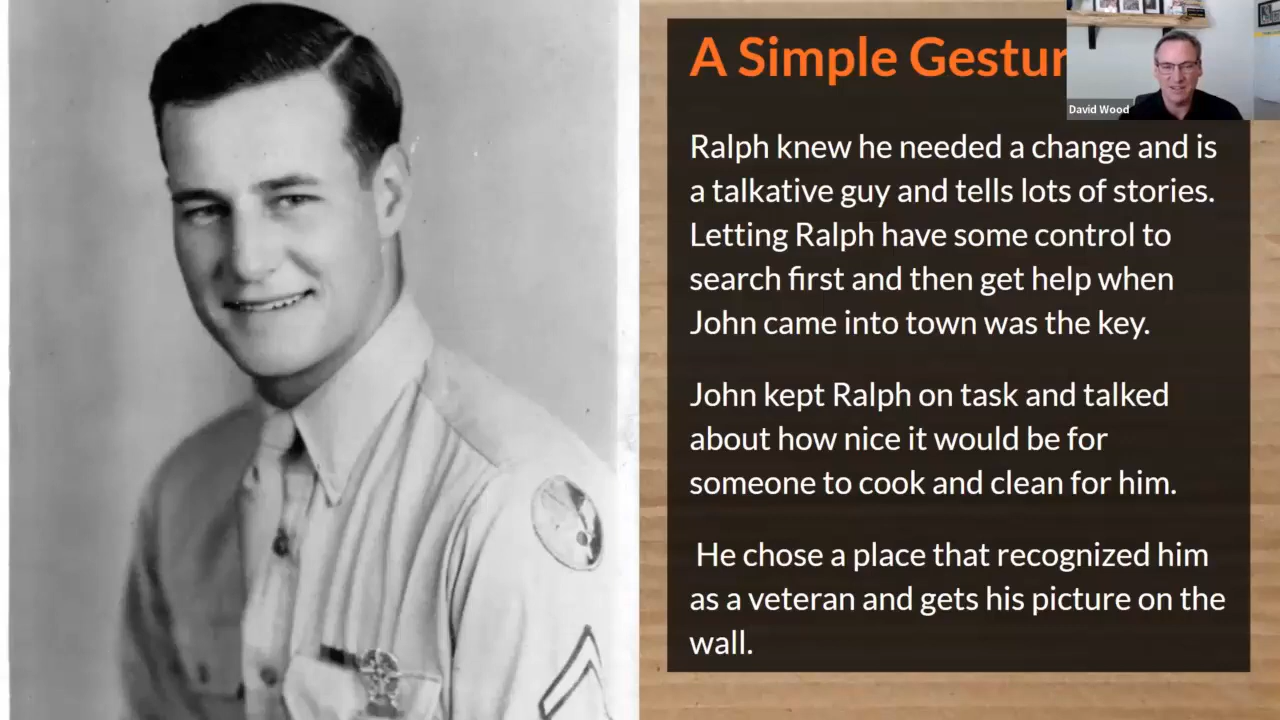 A Simple Gestur
David Wood
Ralph knew he needed a change and is
a talkative guy and tells lots of stories.
Letting Ralph have some control to
search first and then get help when
John came into town was the key.
John kept Ralph on task and talked
about how nice it would be for
someone to cook and clean for him.
He chose a place that recognized him
as a veteran and gets his picture on the
wall.